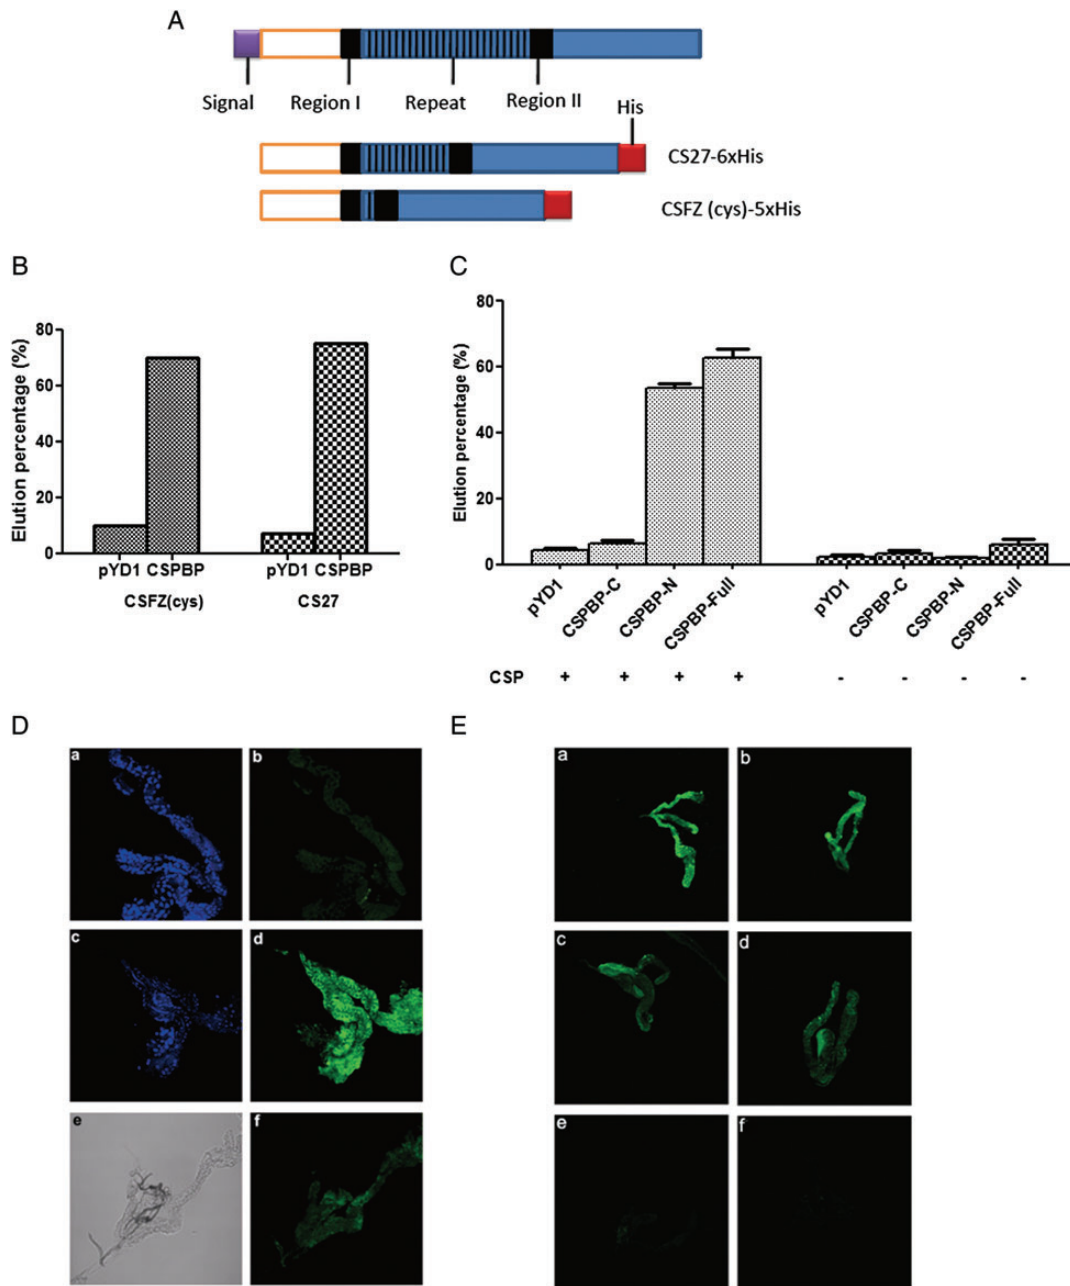 A
Signal
Region I
Repeat
Region II
His
CS27-6xHis
CSFZ (cys)-5xHis
B
Elution percentage (%)
80
60
40
20
0
pYD1 CSPBP
pYD1 CSPBP
CSFZ(cys)
CS27
C
Elution percentage (%)
80
60
40
20
0
pYD1
CSPBP-C
CSPBP-N
CSPBP-Full
pYD1
CSPBP-C
CSPBP-N
CSPBP-Full
CSP + + + + - - - -
D
a
b
c
d
e
f
E
a
b
c
d
e
f